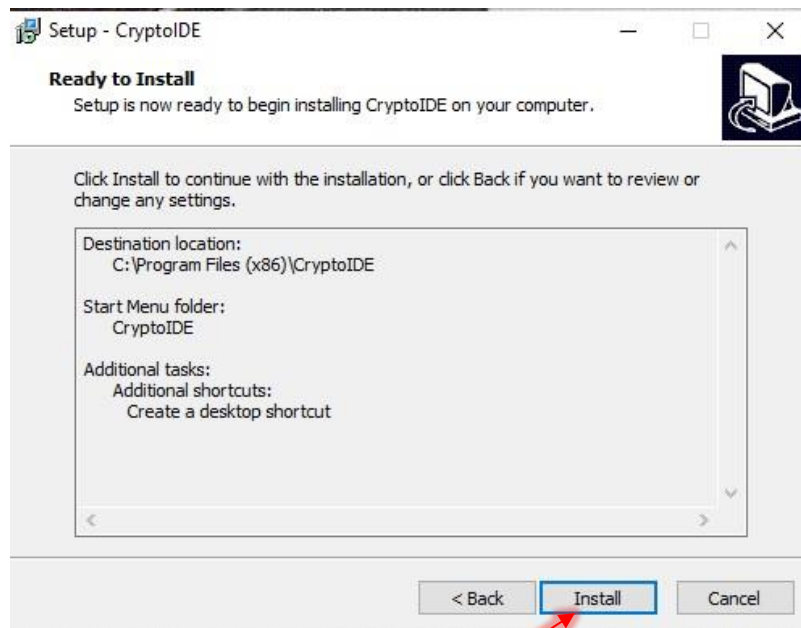 Setup - CryptoIDE
Ready to Install
Setup is now ready to begin installing CryptoIDE on your computer.
Click Install to continue with the installation, or click Back if you want to review or
change any settings.
Destination location:
C:\Program Files (x86)\CryptoIDE
Start Menu folder:
CryptoIDE
Additional tasks:
Additional shortcuts:
Create a desktop shortcut
< Back
Install
Cancel